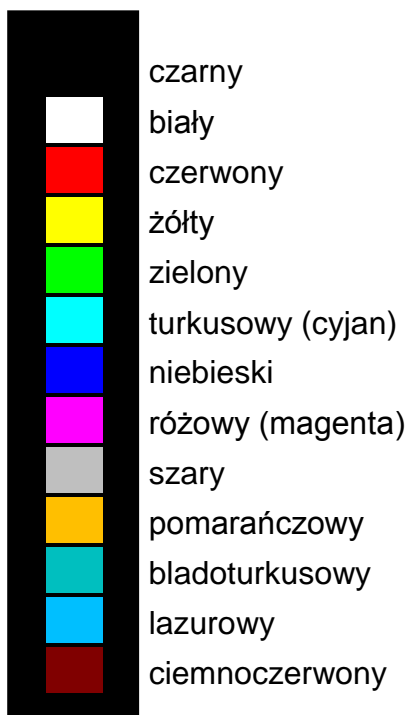 czarny
biały
czerwony
żółty
zielony
turkusowy (cyjan)
niebieski
różowy (magenta)
szary
pomarańczowy
bladoturkusowy
lazurowy
ciemnoczerwony